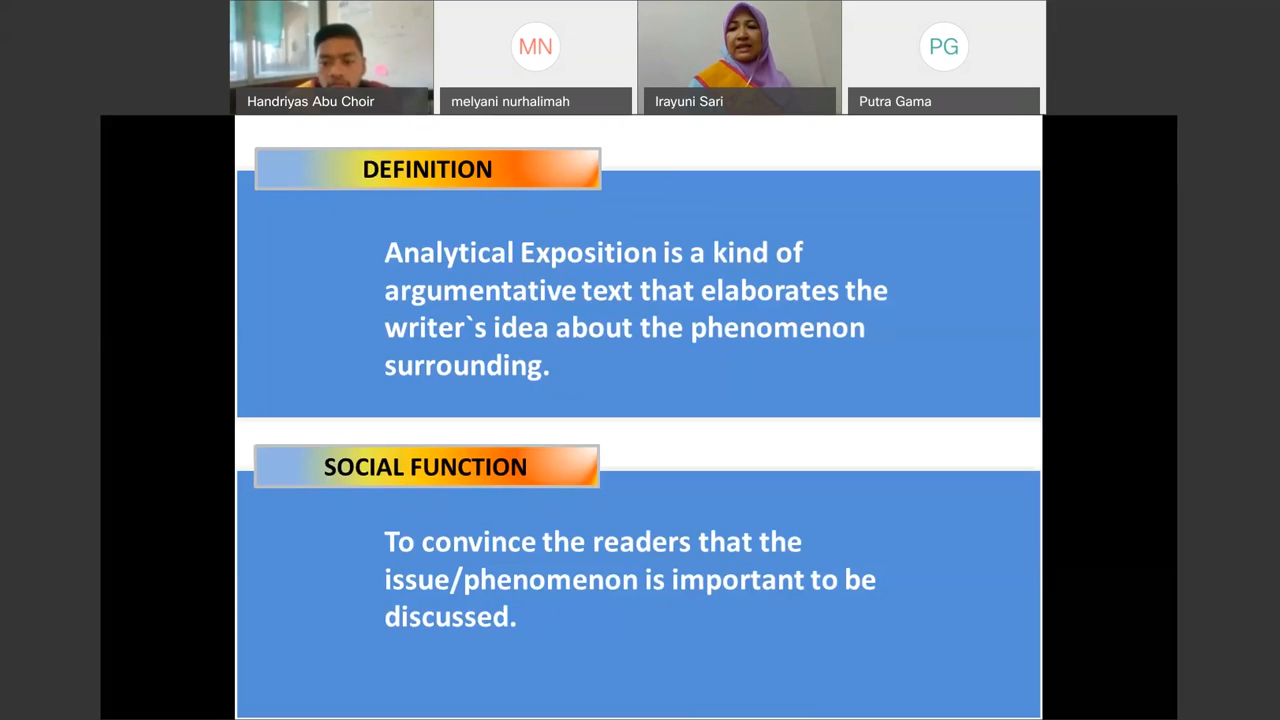 MN
PG
Handriyas Abu Choir
melyani nurhalimah
Irayuni Sari
Putra Gama
DEFINITION
Analytical Exposition is a kind of
argumentative text that elaborates the
writer`s idea about the phenomenon
surrounding.
SOCIAL FUNCTION
To convince the readers that the
issue/phenomenon is important to be
discussed.